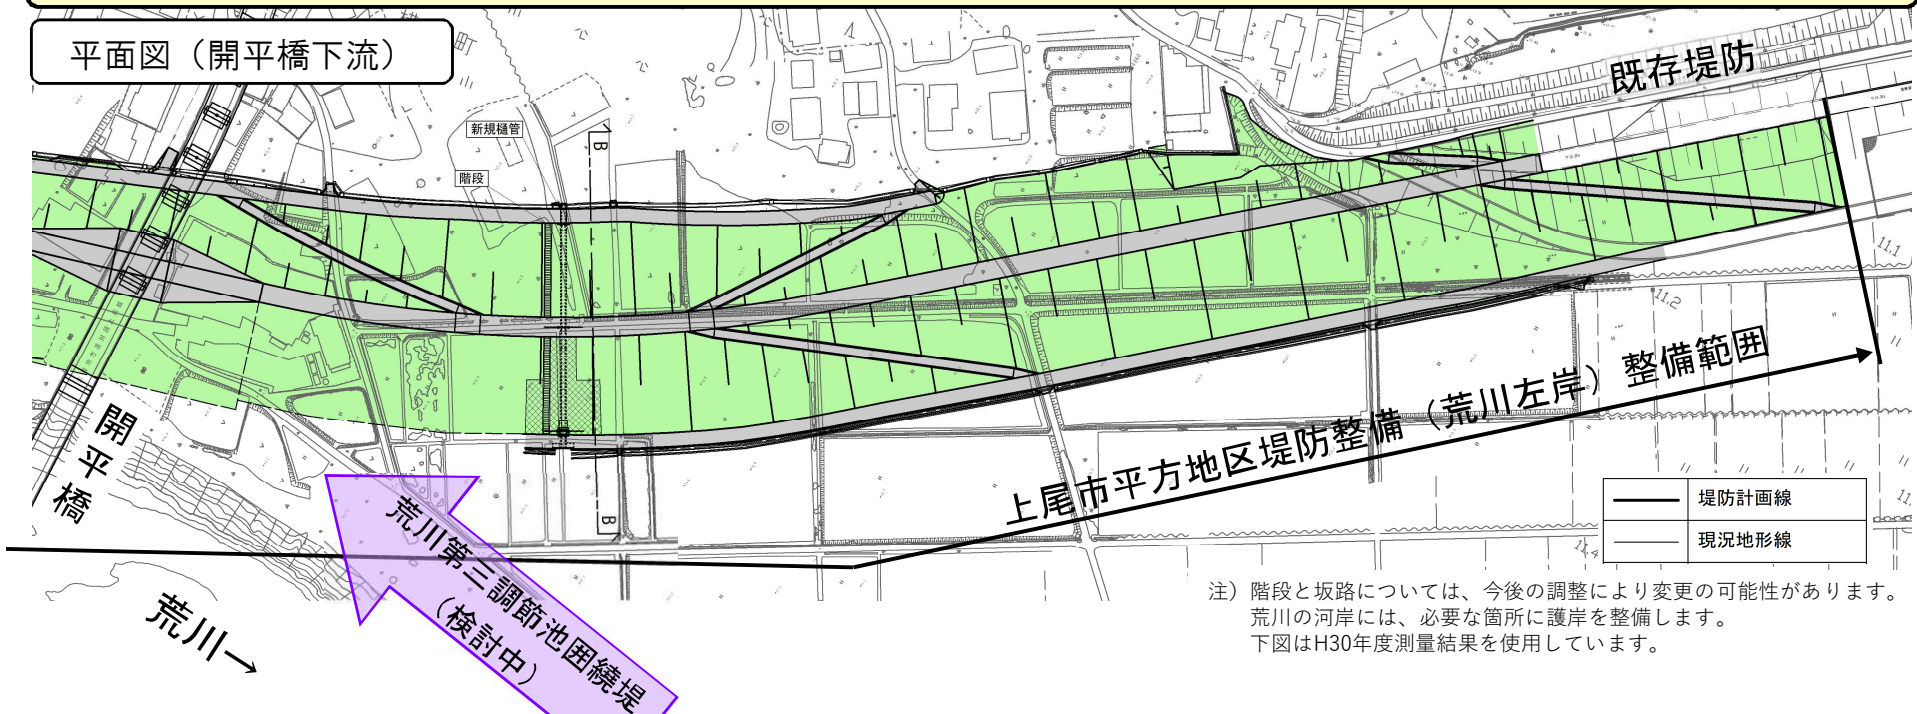 平面図（開平橋下流）
既存堤防
新規樋管
階段
B
B
11.1
11.2
開平橋
上尾市平方地区堤防整備（荒川左岸）整備範囲
荒川第三調節池囲繞堤
（検討中）
荒川→
堤防計画線
現況地形線
11.4
注）階段と坂路については、今後の調整により変更の可能性があります。
荒川の河岸には、必要な箇所に護岸を整備します。
下図はH30年度測量結果を使用しています。